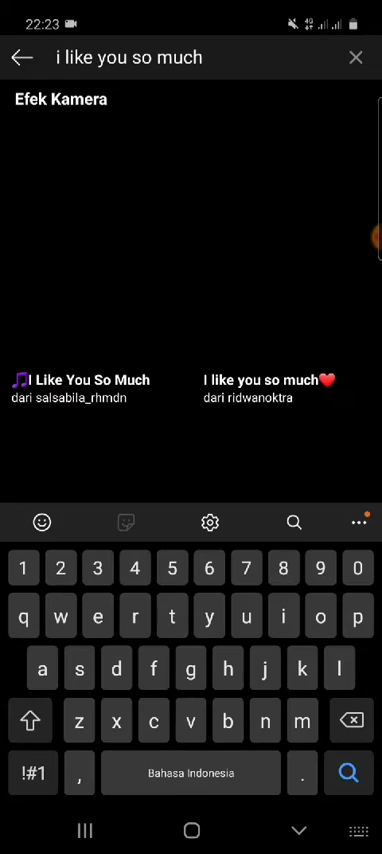 22:23 4G
i like you so much
Efek Kamera
🎵I Like You So Much
dari salsabila_rhmdn
I like you so much❤️
dari ridwanoktra
1 2 3 4 5 6 7 8 9 0
q w e r t y u i o p
a s d f g h j k l
z x c v b n m
!#1 , Bahasa Indonesia .